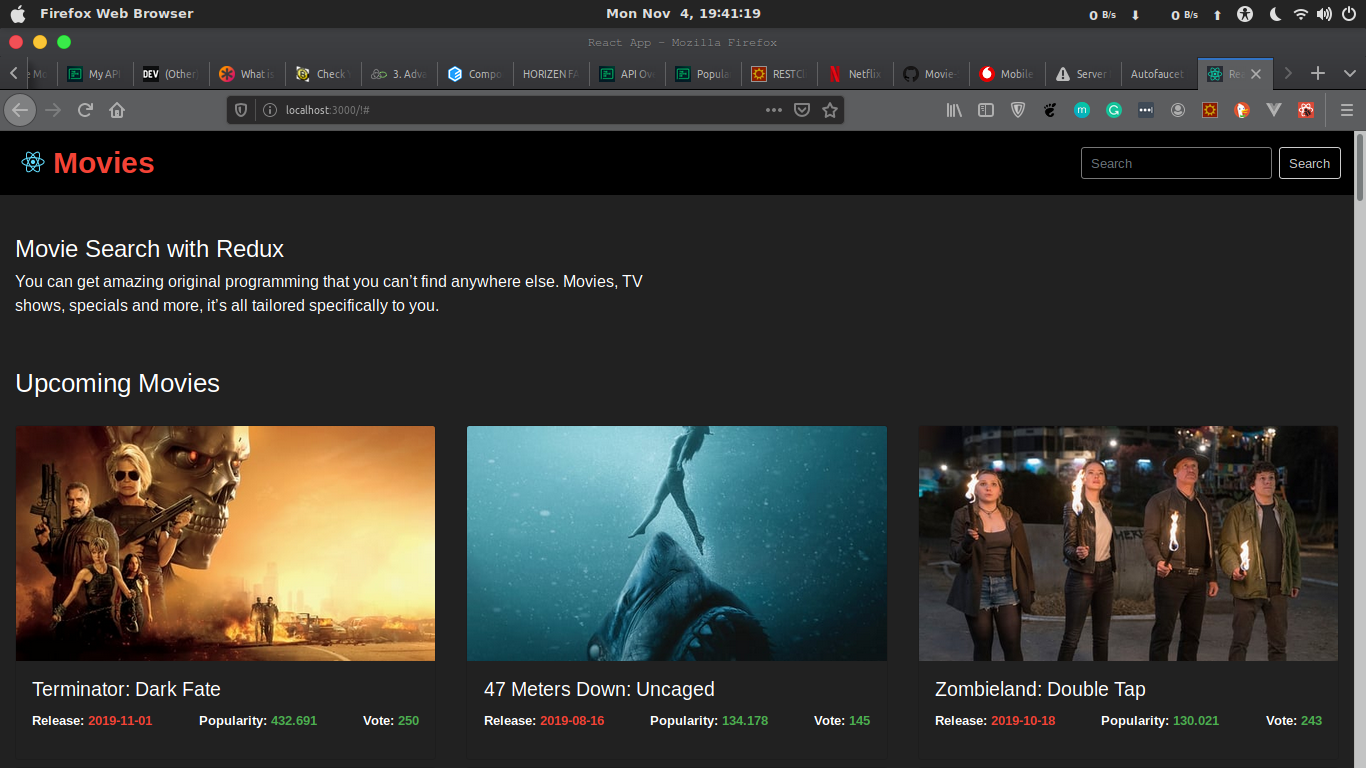 Firefox Web Browser
Mon Nov 4, 19:41:19
0 B/s 0 B/s
React App - Mozilla Firefox
My API
DEV (Other)
What is
Check
3. Adva
Compo
HORIZEN FA
API Ov
Popula
RESTCL
Netflix
Movie-
Mobile
Server
Autofaucet
Rea
localhost:3000/!#
Movies
Search
Search
Movie Search with Redux
You can get amazing original programming that you can’t find anywhere else. Movies, TV
shows, specials and more, it’s all tailored specifically to you.
Upcoming Movies
Terminator: Dark Fate
Release: 2019-11-01 Popularity: 432.691 Vote: 250
47 Meters Down: Uncaged
Release: 2019-08-16 Popularity: 134.178 Vote: 145
Zombieland: Double Tap
Release: 2019-10-18 Popularity: 130.021 Vote: 243